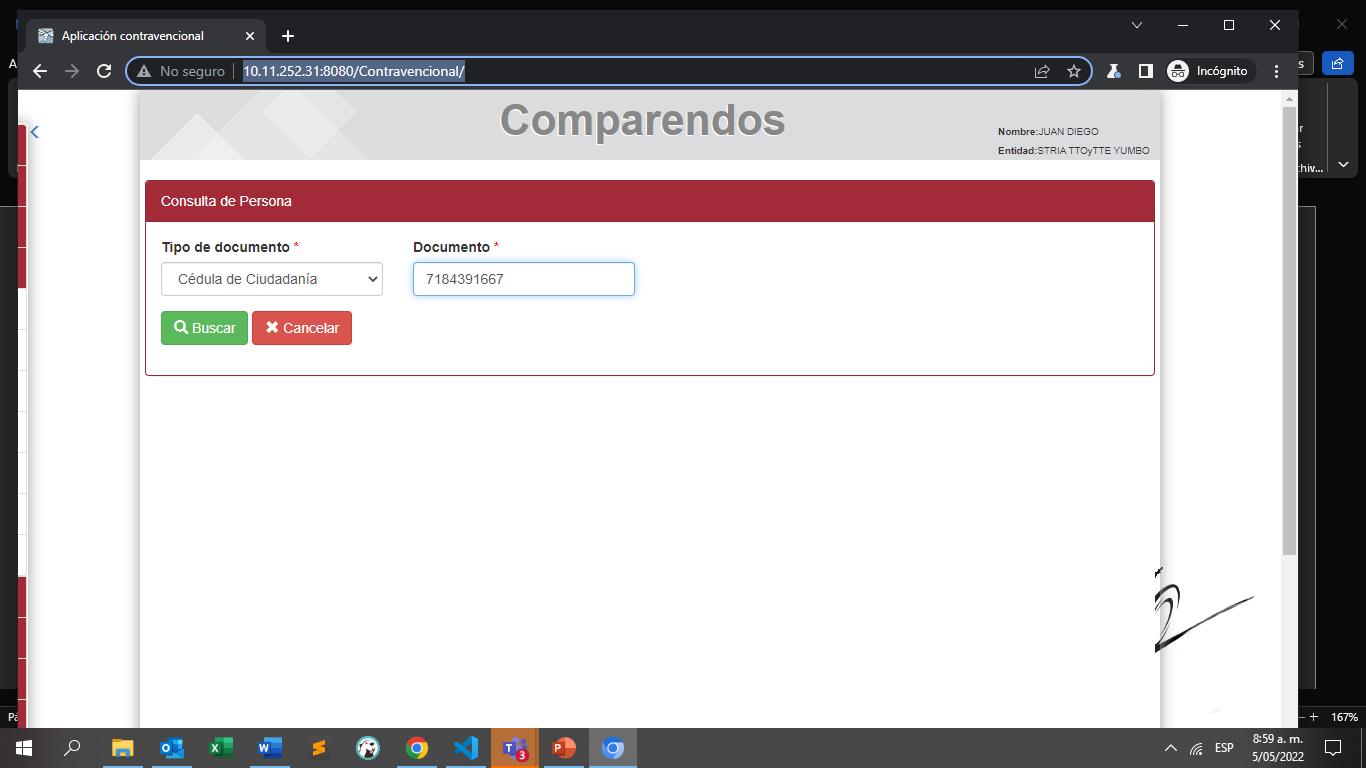 Aplicación contravencional
No seguro
10.11.252.31:8080/Contravencional/
Incógnito
Comparendos
Nombre:JUAN DIEGO
Entidad:STRIA TTOyTTE YUMBO
Consulta de Persona
Tipo de documento *
Documento *
Cédula de Ciudadanía
7184391667
Buscar
Cancelar
167%
3
ESP
8:59 a. m.
5/05/2022